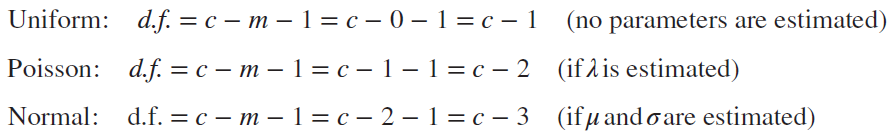 Uniform: d.f. = c − m − 1 = c − 0 − 1 = c − 1 (no parameters are estimated)
Poisson: d.f. = c − m − 1 = c − 1 − 1 = c − 2 (if λ is estimated)
Normal: d.f. = c − m − 1 = c − 2 − 1 = c − 3 (if μ and σ are estimated)